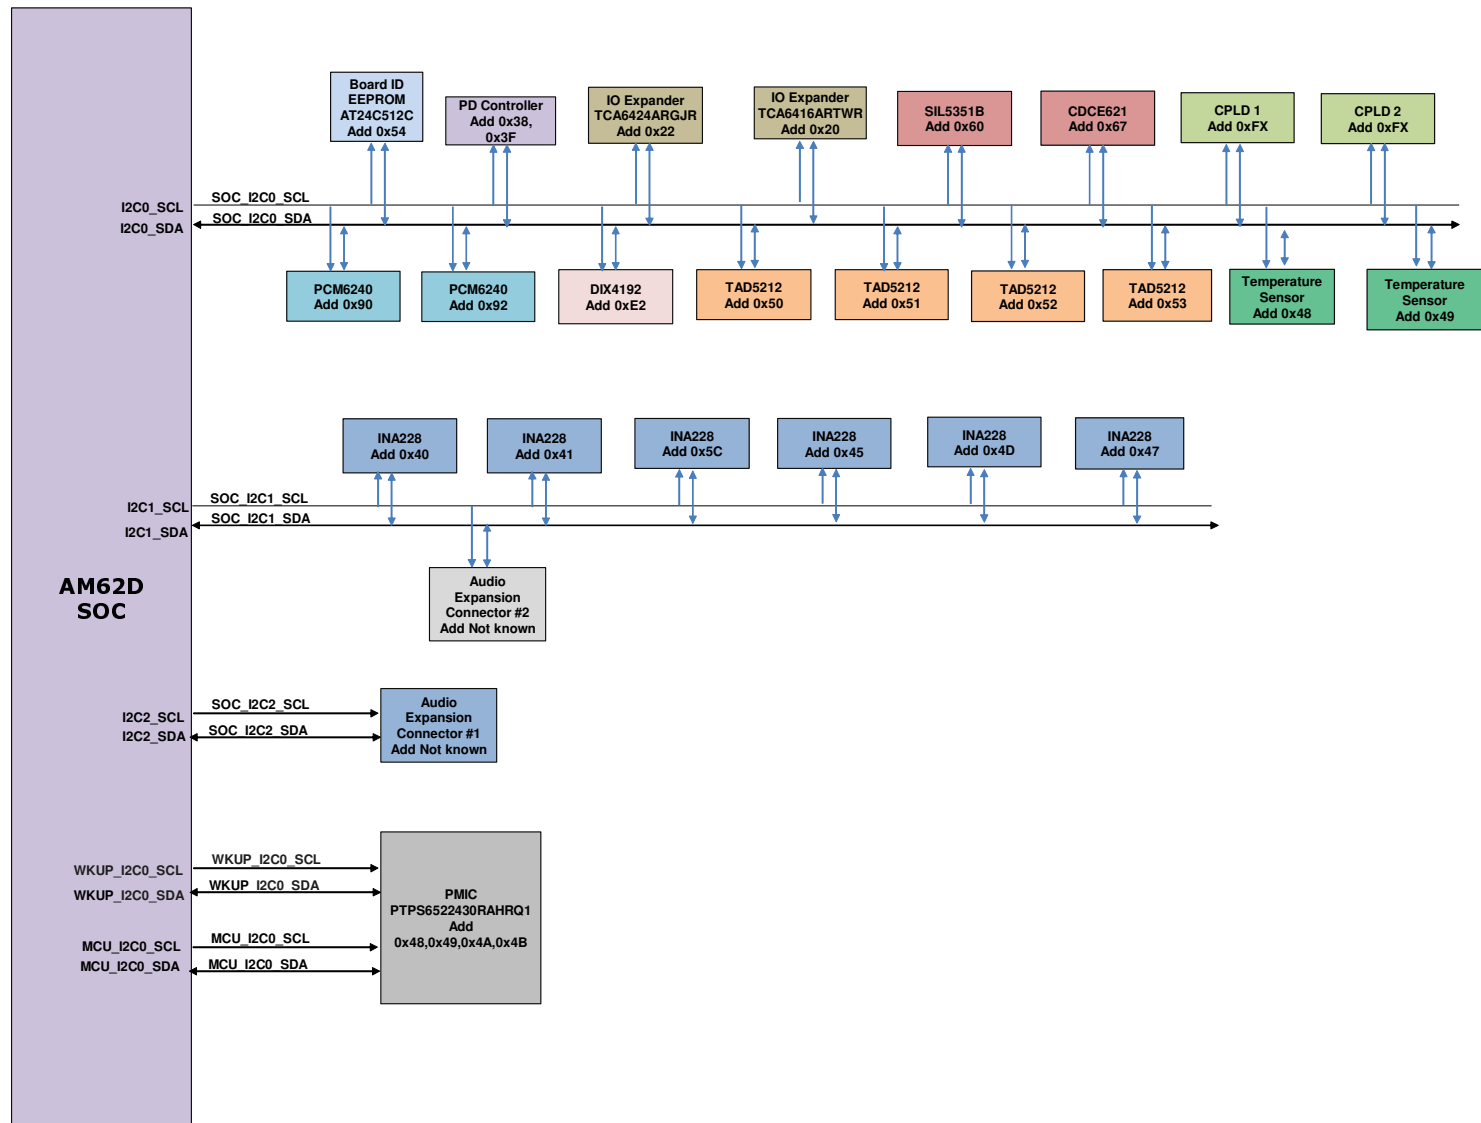 Board ID
EEPROM
AT24C512C
Add 0x54
PD Controller
Add 0x38,
0x3F
IO Expander
TCA6424ARGJR
Add 0x22
IO Expander
TCA6416ARTWR
Add 0x20
SIL5351B
Add 0x60
CDCE621
Add 0x67
CPLD 1
Add 0xFX
CPLD 2
Add 0xFX
I2C0_SCL
SOC_I2C0_SCL
I2C0_SDA
SOC_I2C0_SDA
PCM6240
Add 0x90
PCM6240
Add 0x92
DIX4192
Add 0xE2
TAD5212
Add 0x50
TAD5212
Add 0x51
TAD5212
Add 0x52
TAD5212
Add 0x53
Temperature
Sensor
Add 0x48
Temperature
Sensor
Add 0x49
INA228
Add 0x40
INA228
Add 0x41
INA228
Add 0x5C
INA228
Add 0x45
INA228
Add 0x4D
INA228
Add 0x47
I2C1_SCL
SOC_I2C1_SCL
I2C1_SDA
SOC_I2C1_SDA
Audio
Expansion
Connector #2
Add Not known
AM62D
SOC
I2C2_SCL
SOC_I2C2_SCL
I2C2_SDA
SOC_I2C2_SDA
Audio
Expansion
Connector #1
Add Not known
WKUP_I2C0_SCL
WKUP_I2C0_SCL
WKUP_I2C0_SDA
WKUP_I2C0_SDA
MCU_I2C0_SCL
MCU_I2C0_SCL
MCU_I2C0_SDA
MCU_I2C0_SDA
PMIC
PTPS6522430RAHRQ1
Add
0x48,0x49,0x4A,0x4B